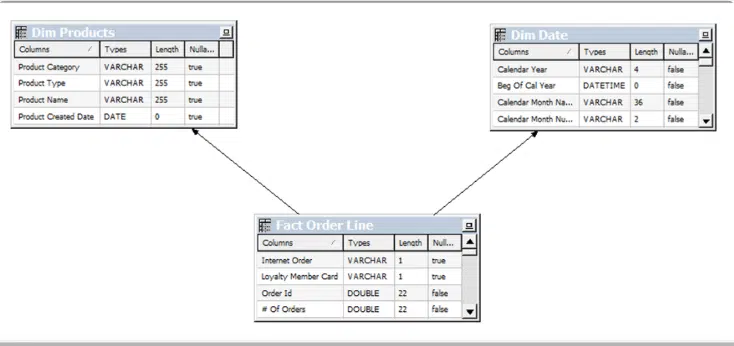 Dim Products
Columns Types Length Nulla...
Product Category VARCHAR 255 true
Product Type VARCHAR 255 true
Product Name VARCHAR 255 true
Product Created Date DATE 0 true
Dim Date
Columns Types Length Nulla...
Calendar Year VARCHAR 4 false
Beg Of Cal Year DATETIME 0 false
Calendar Month Na... VARCHAR 36 false
Calendar Month Nu... VARCHAR 2 false
Fact Order Line
Columns Types Length Null...
Internet Order VARCHAR 1 true
Loyalty Member Card VARCHAR 1 true
Order Id DOUBLE 22 false
# Of Orders DOUBLE 22 false